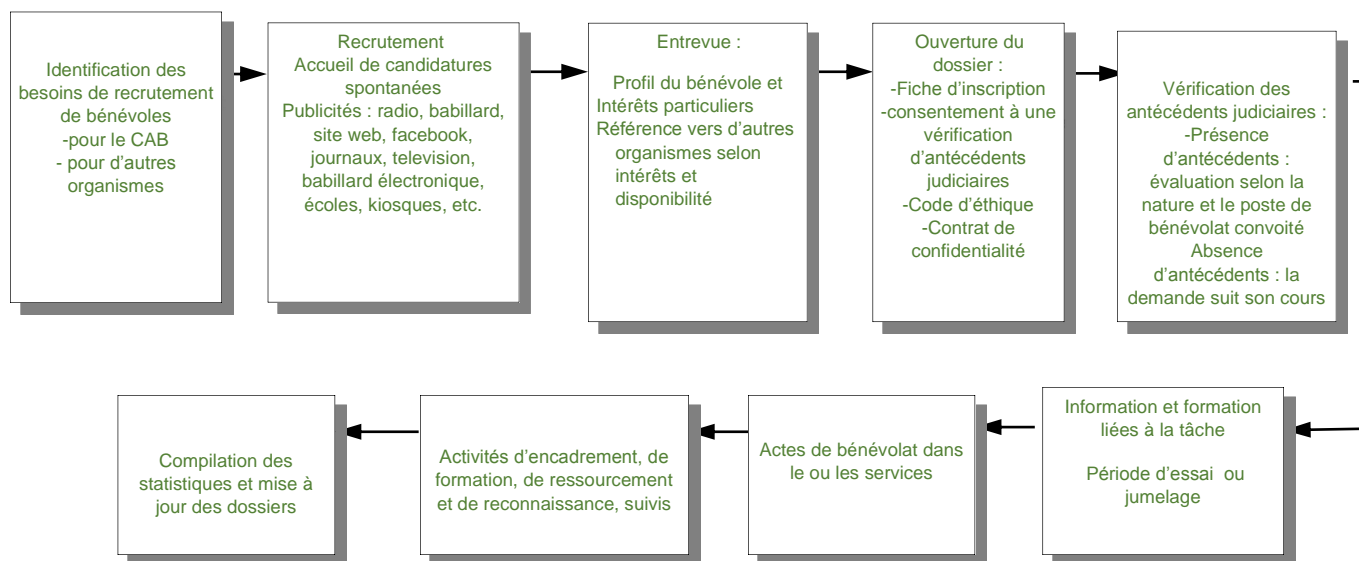 Identification des
besoins de recrutement
de bénévoles
-pour le CAB
- pour d'autres
organismes
Recrutement
Accueil de candidatures
spontanées
Publicités : radio, babillard,
site web, facebook,
journaux, television,
babillard électronique,
écoles, kiosques, etc.
Entrevue :
Profil du bénévole et
Intérêts particuliers
Référence vers d'autres
organismes selon
intérêts et
disponibilité
Ouverture du
dossier :
-Fiche d'inscription
-consentement à une
vérification
d'antécédents
judiciaires
-Code d'éthique
-Contrat de
confidentialité
Vérification des
antécédents judiciaires :
-Présence
d'antécédents :
évaluation selon la
nature et le poste de
bénévolat convoité
Absence
d'antécédents : la
demande suit son cours
Information et formation
liées à la tâche
Période d'essai ou
jumelage
Actes de bénévolat dans
le ou les services
Activités d'encadrement, de
formation, de ressourcement
et de reconnaissance, suivis
Compilation des
statistiques et mise à
jour des dossiers